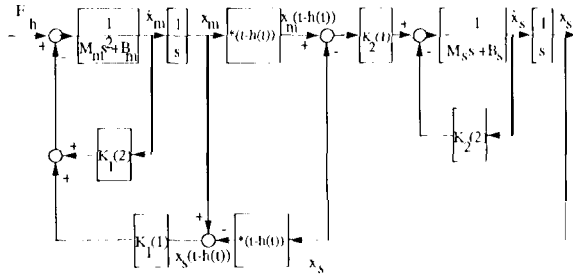 F_h + - [1 / M_m s^2 + B_m] ẋ_m [1 / s] x_m [*(t-h(t))] x_m(t-h(t)) + - [K_2(1)] + - [1 / M_s s + B_s] ẋ_s [1 / s] x_s
+ + [K_1(2)] [K_2(2)]
[K_1(1)] x_s(t-h(t)) + - [*(t-h(t))] x_s